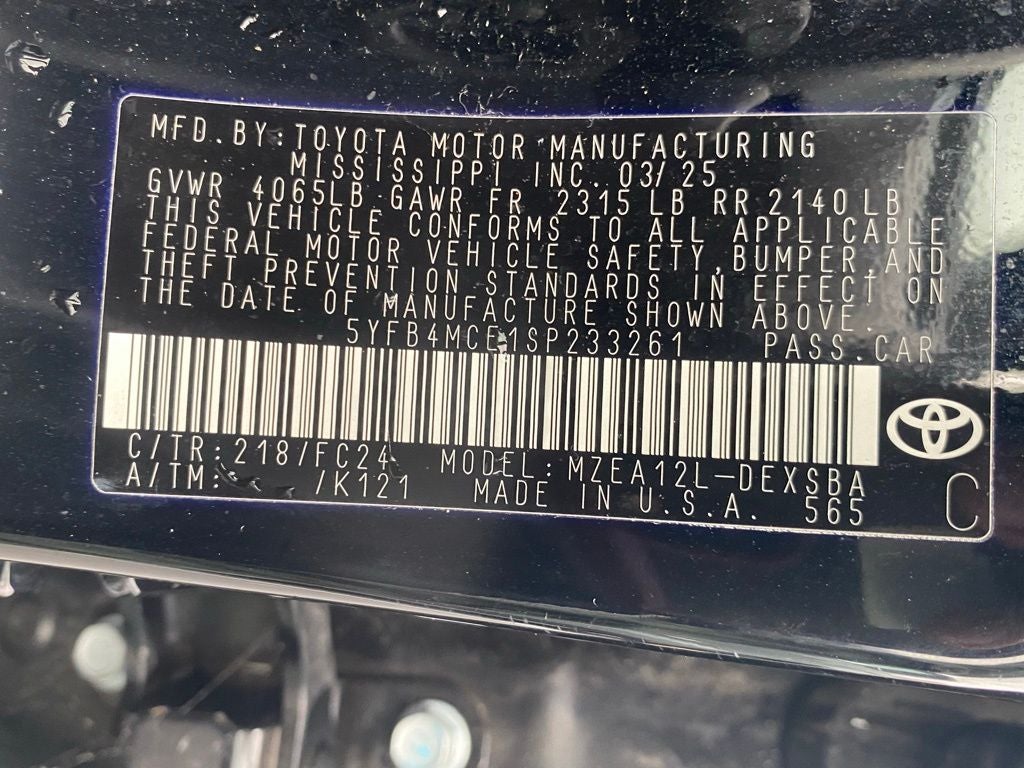 MFD.BY:TOYOTA MOTOR MANUFACTURING
MISSISSIPPI INC. 03/25
GVWR 4065LB GAWR FR 2315 LB RR 2140 LB
THIS VEHICLE CONFORMS TO ALL APPLICABLE
FEDERAL MOTOR VEHICLE SAFETY,BUMPER,AND
THEFT PREVENTION STANDARDS IN EFFECT ON
THE DATE OF MANUFACTURE SHOWN ABOVE.
5YFB4MCE1SP233261 PASS.CAR
C/TR:218/FC24 MODEL:MZEA12L-DEXSBA
A/TM: /K121 MADE IN U.S.A. 565
C